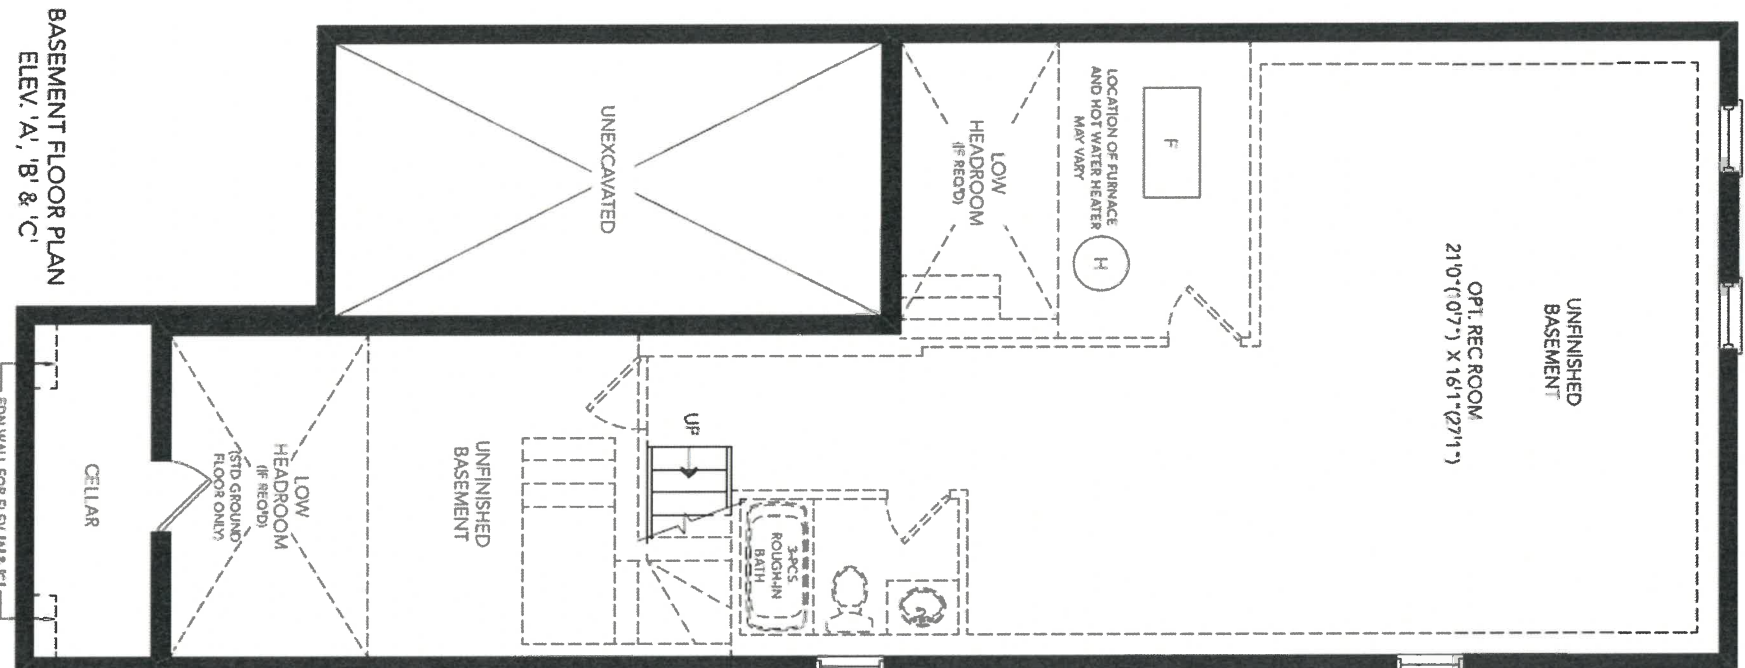 BASEMENT FLOOR PLAN
ELEV. 'A', 'B' & 'C'
UNEXCAVATED
LOW
HEADROOM
(IF REQ'D)
LOCATION OF FURNACE
AND HOT WATER HEATER
MAY VARY
F
H
UNFINISHED
BASEMENT
OPT. REC ROOM
21'0"(10'7") X 16'1"(27'1")
UP
UNFINISHED
BASEMENT
3-PCS
ROUGH-IN
BATH
LOW
HEADROOM
(IF REQ'D)
(STD GROUND
FLOOR ONLY)
CELLAR